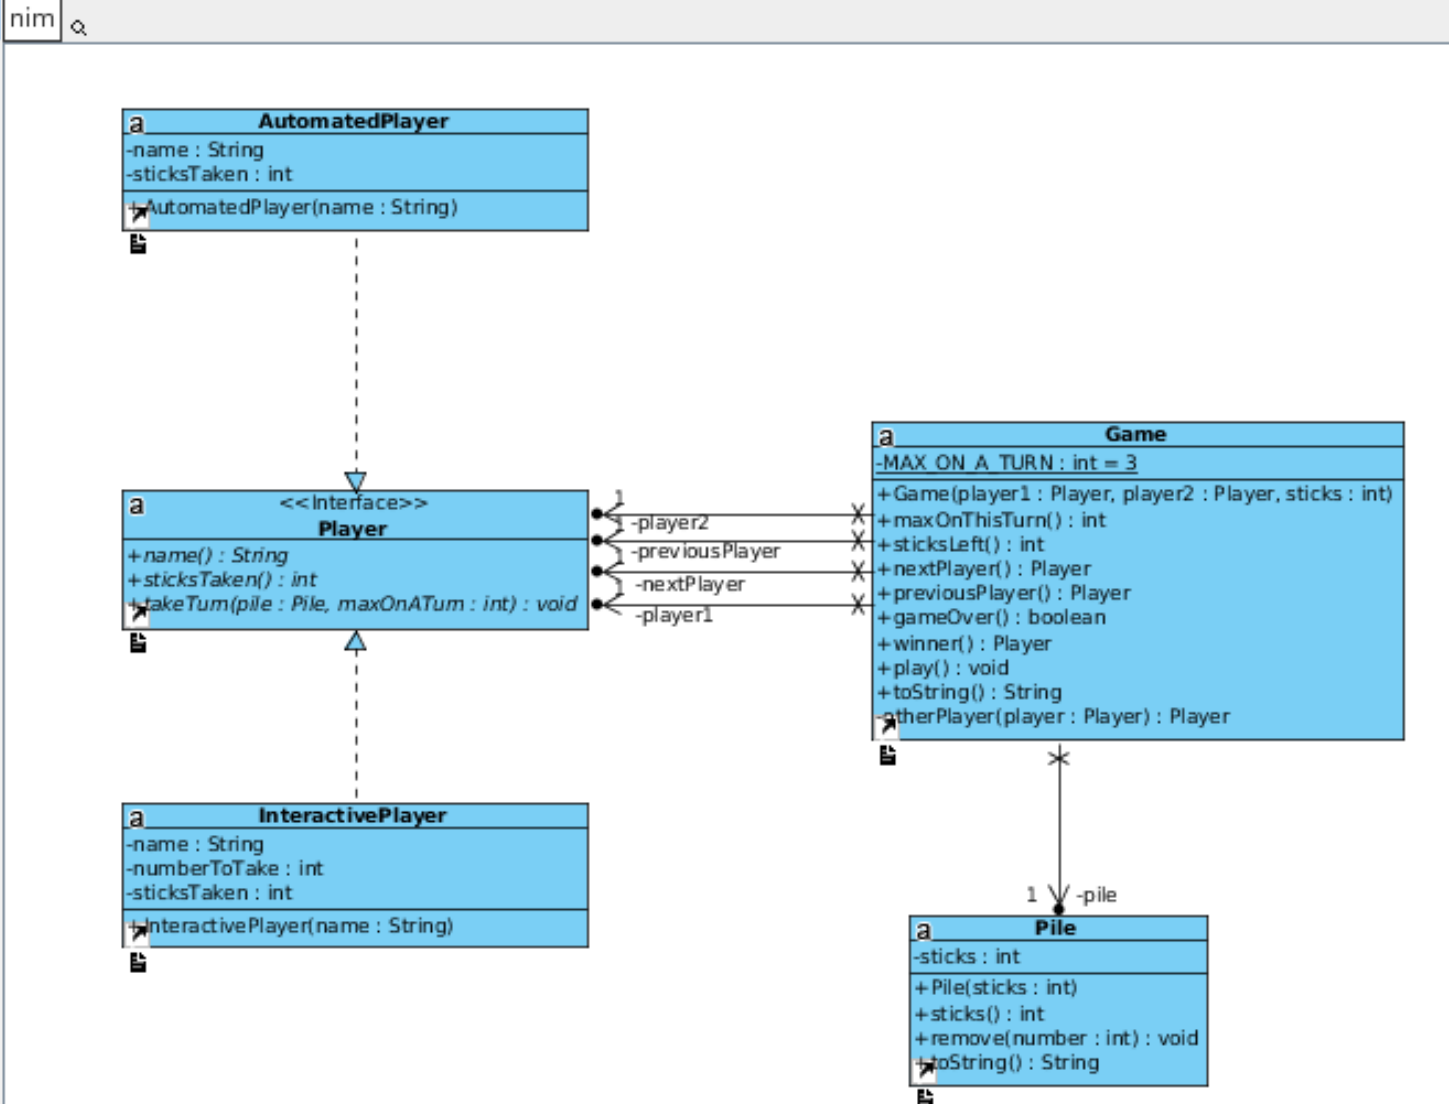 nim
a AutomatedPlayer
-name : String
-sticksTaken : int
+AutomatedPlayer(name : String)
a <<Interface>>
Player
+name() : String
+sticksTaken() : int
+takeTurn(pile : Pile, maxOnATurn : int) : void
1
-player2
1
-previousPlayer
1
-nextPlayer
1
-player1
a Game
-MAX_ON_A_TURN : int = 3
+Game(player1 : Player, player2 : Player, sticks : int)
+maxOnThisTurn() : int
+sticksLeft() : int
+nextPlayer() : Player
+previousPlayer() : Player
+gameOver() : boolean
+winner() : Player
+play() : void
+toString() : String
-otherPlayer(player : Player) : Player
a InteractivePlayer
-name : String
-numberToTake : int
-sticksTaken : int
+InteractivePlayer(name : String)
1 -pile
a Pile
-sticks : int
+Pile(sticks : int)
+sticks() : int
+remove(number : int) : void
+toString() : String